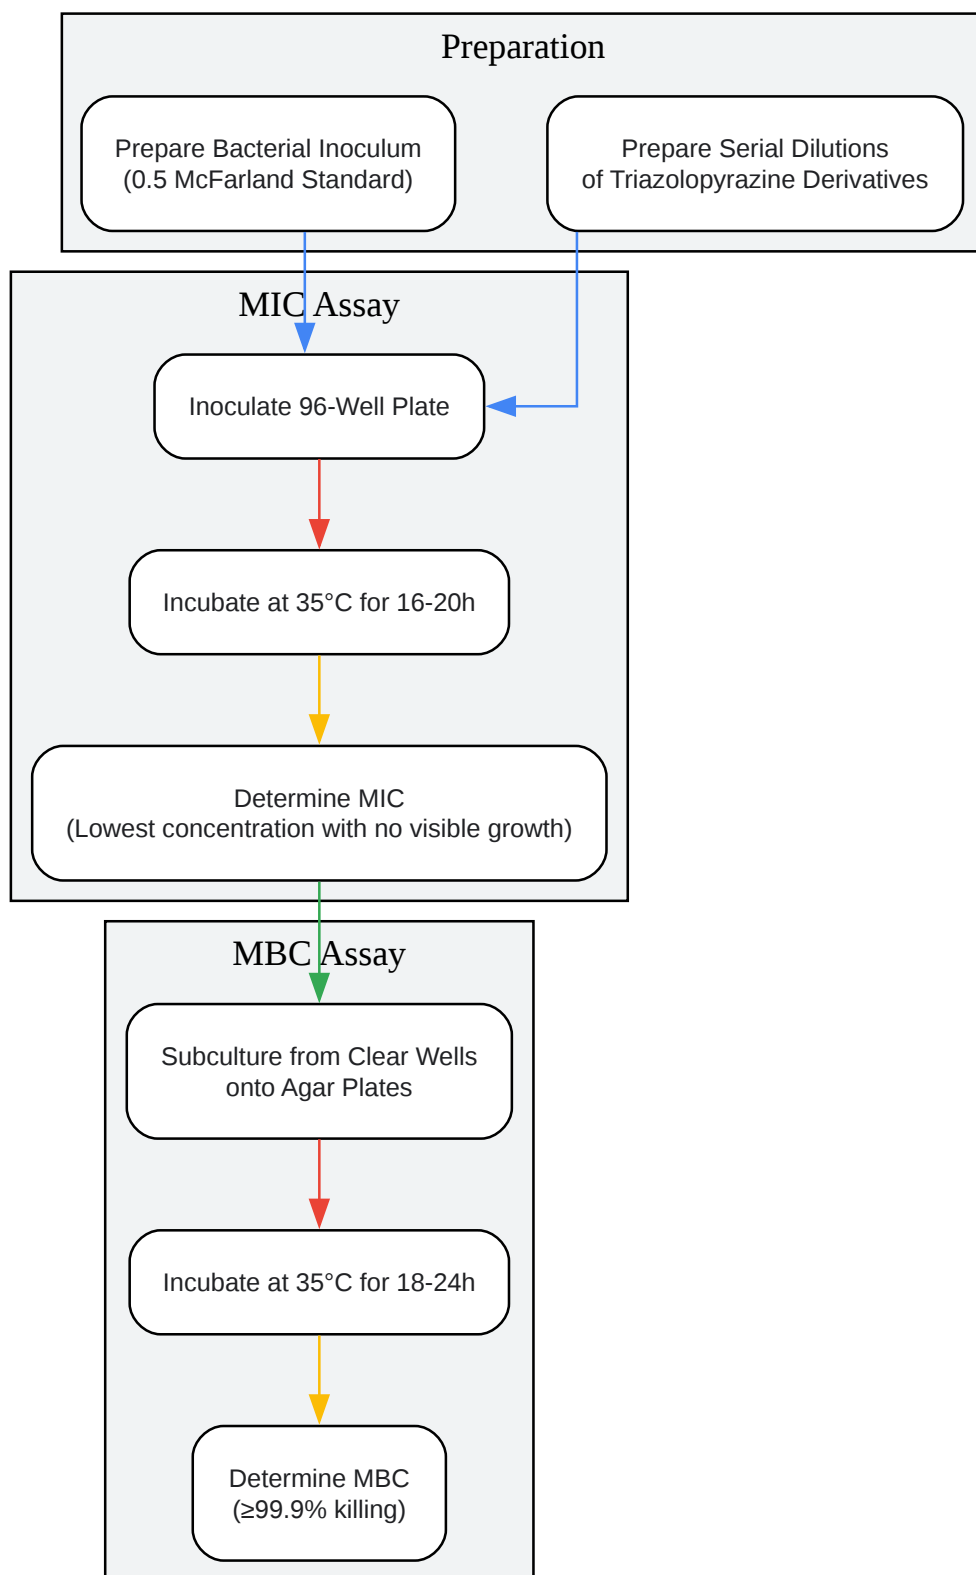 Preparation
Prepare Bacterial Inoculum
(0.5 McFarland Standard)
Prepare Serial Dilutions
of Triazolopyrazine Derivatives
MIC Assay
Inoculate 96-Well Plate
Incubate at 35°C for 16-20h
Determine MIC
(Lowest concentration with no visible growth)
MBC Assay
Subculture from Clear Wells
onto Agar Plates
Incubate at 35°C for 18-24h
Determine MBC
(≥99.9% killing)